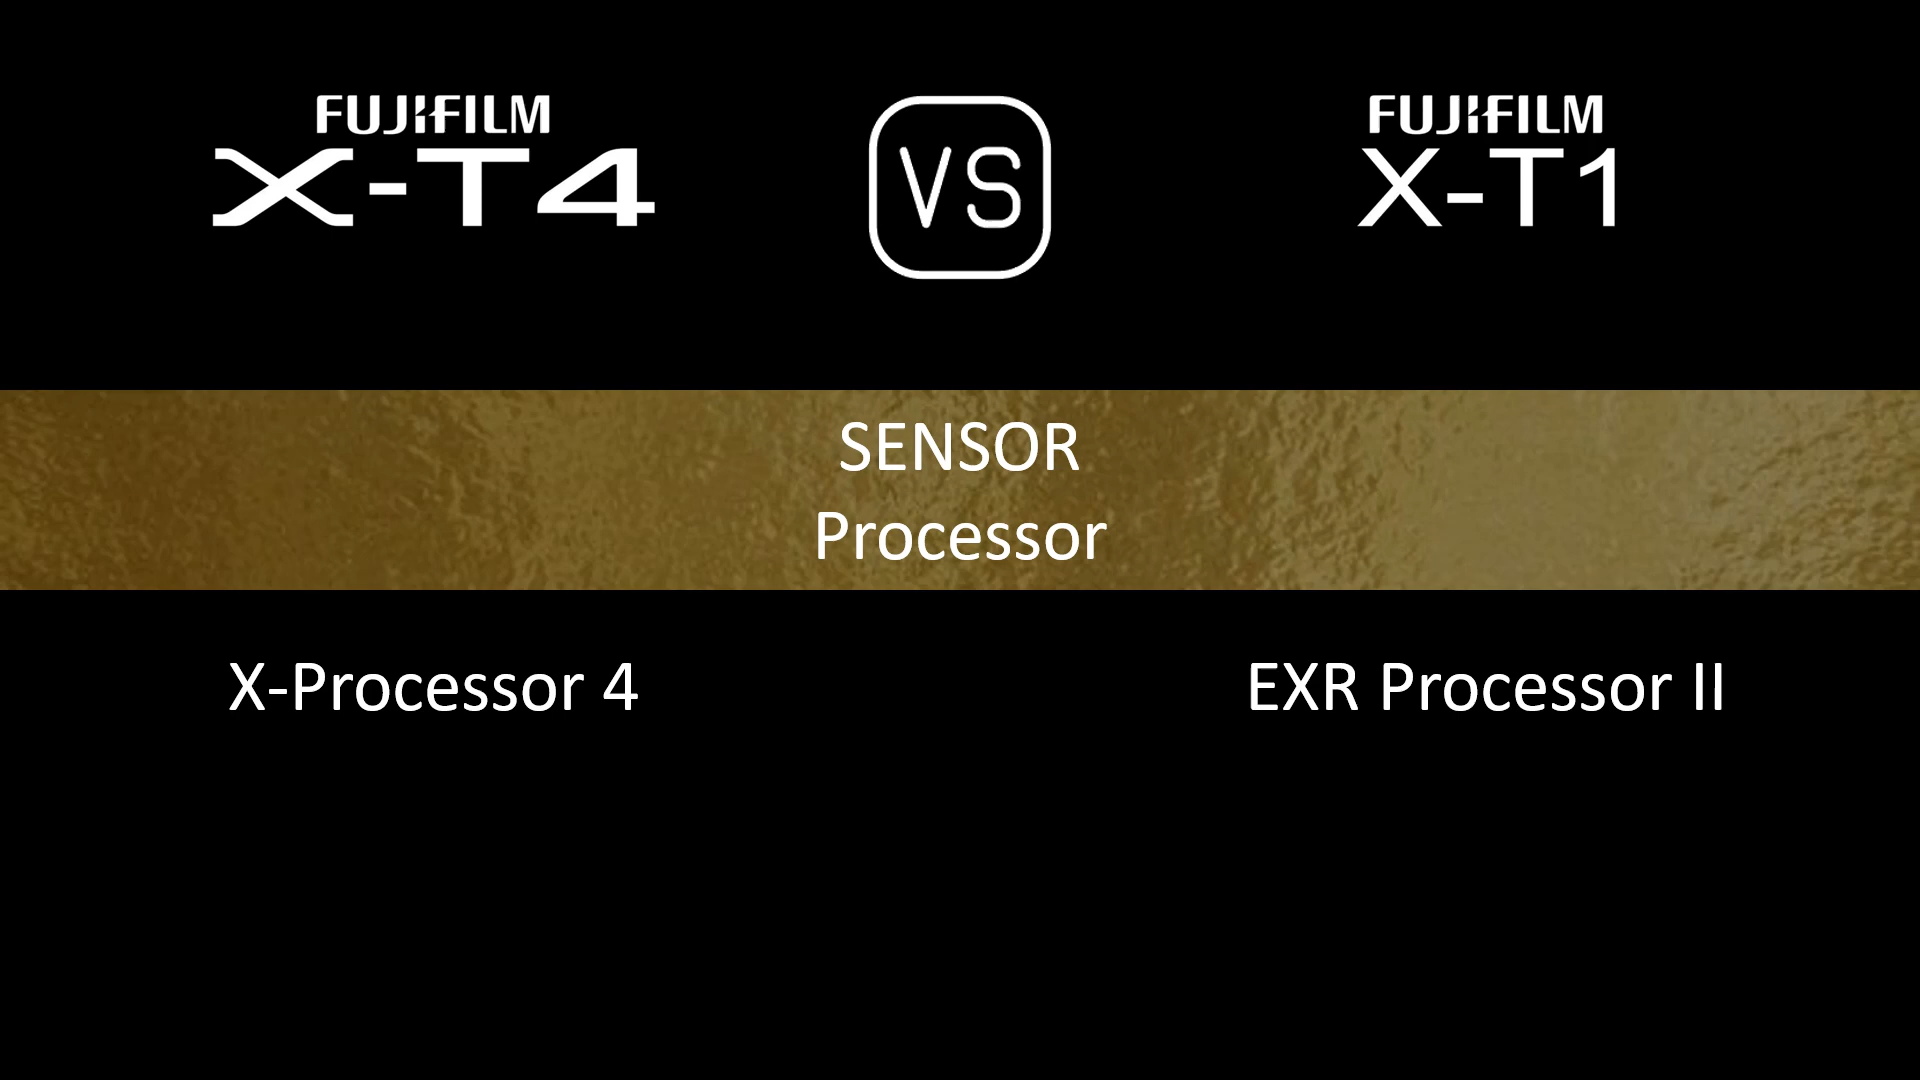 FUJIFILM
X-T4
VS
FUJIFILM
X-T1
SENSOR
Processor
X-Processor 4
EXR Processor II